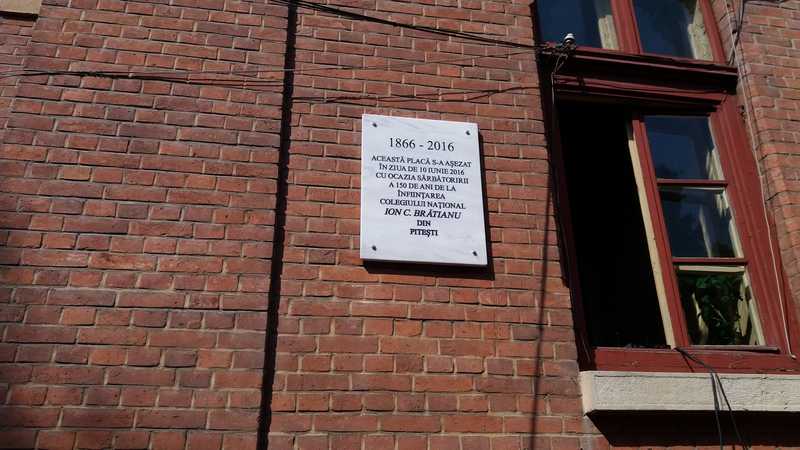 1866 - 2016
ACEASTĂ PLACĂ S-A AŞEZAT
ÎN ZIUA DE 10 IUNIE 2016
CU OCAZIA SĂRBĂTORIRII
A 150 DE ANI DE LA
ÎNFIINŢAREA
COLEGIULUI NAŢIONAL
ION C. BRĂTIANU
DIN
PITEŞTI